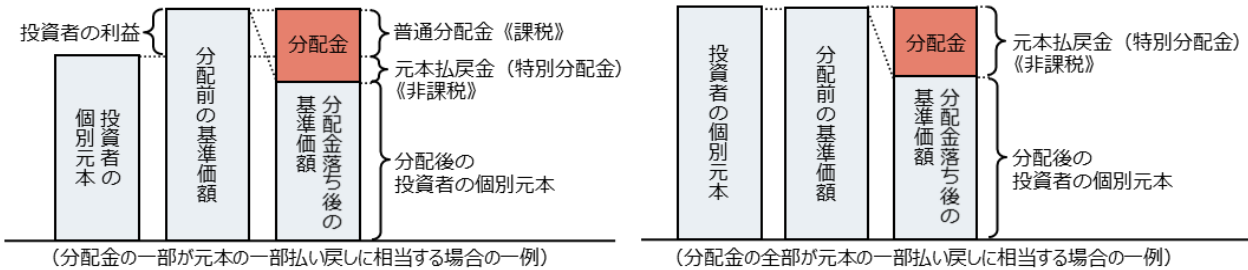 投資者の利益
投資者の
個別元本
分配前の基準価額
分配金
分配金落ち後の
基準価額
普通分配金《課税》
元本払戻金（特別分配金）
《非課税》
分配後の
投資者の個別元本
（分配金の一部が元本の一部払い戻しに相当する場合の一例）
投資者の個別元本
分配前の基準価額
分配金
分配金落ち後の
基準価額
元本払戻金（特別分配金）
《非課税》
分配後の
投資者の個別元本
（分配金の全部が元本の一部払い戻しに相当する場合の一例）